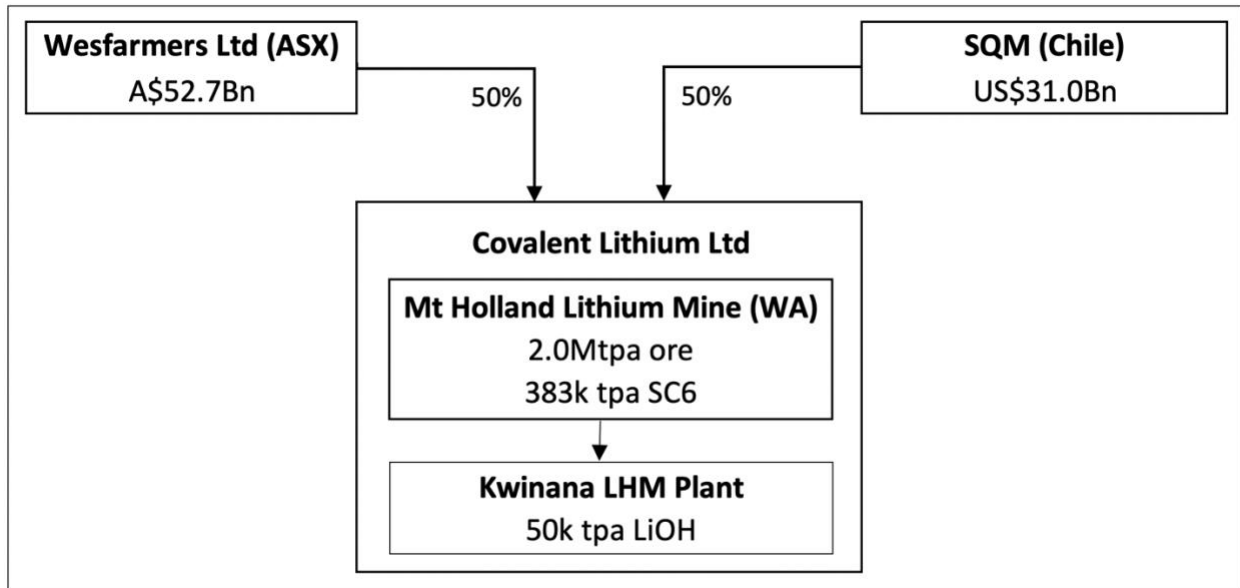 Wesfarmers Ltd (ASX)
A$52.7Bn
SQM (Chile)
US$31.0Bn
50%
50%
Covalent Lithium Ltd
Mt Holland Lithium Mine (WA)
2.0Mtpa ore
383k tpa SC6
Kwinana LHM Plant
50k tpa LiOH